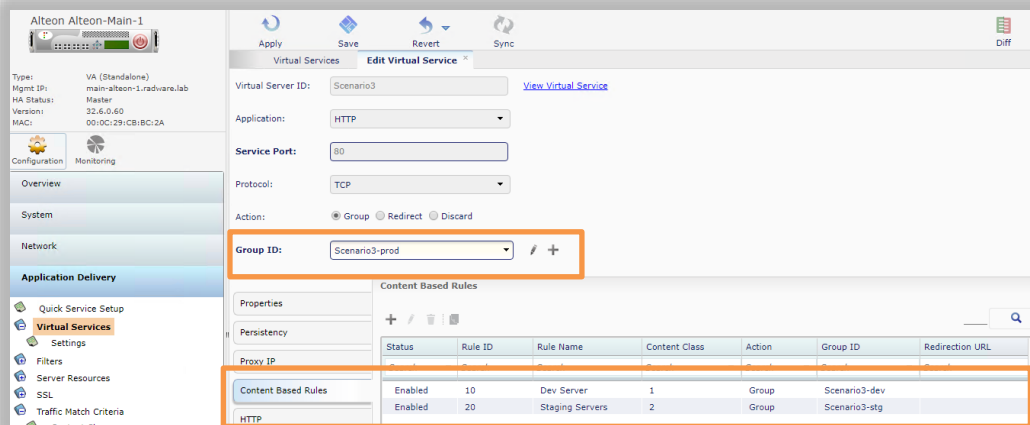 Alteon Alteon-Main-1
Type: VA (Standalone)
Mgmt IP: main-alteon-1.radware.lab
HA Status: Master
Version: 32.6.0.60
MAC: 00:0C:29:CB:BC:2A
Configuration Monitoring
Overview
System
Network
Application Delivery
Quick Service Setup
Virtual Services
Settings
Filters
Server Resources
SSL
Traffic Match Criteria
Apply Save Revert Sync Diff
Virtual Services Edit Virtual Service ×
Virtual Server ID: Scenario3 View Virtual Service
Application: HTTP
Service Port: 80
Protocol: TCP
Action: Group Redirect Discard
Group ID: Scenario3-prod
Properties
Persistency
Proxy IP
Content Based Rules
HTTP
Content Based Rules
Status Rule ID Rule Name Content Class Action Group ID Redirection URL
Enabled 10 Dev Server 1 Group Scenario3-dev
Enabled 20 Staging Servers 2 Group Scenario3-stg